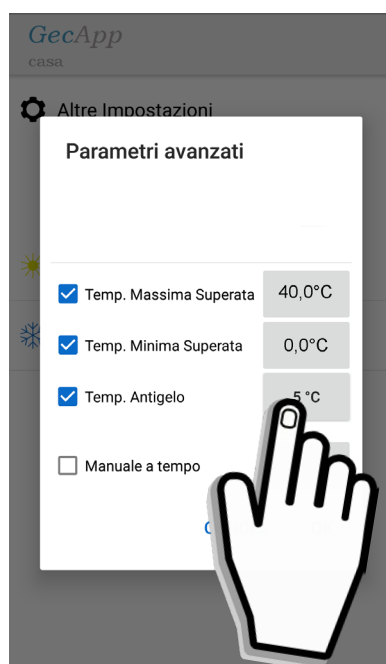 GecApp
casa
Altre Impostazioni
Parametri avanzati
Temp. Massima Superata 40,0°C
Temp. Minima Superata 0,0°C
Temp. Antigelo 5 °C
Manuale a tempo